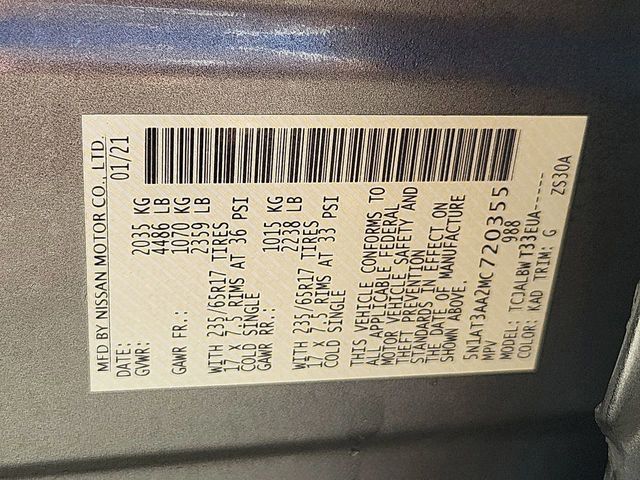 MFD BY NISSAN MOTOR CO., LTD.
DATE: 01/21
GVWR: 2035 KG
4486 LB
GAWR FR.: 1070 KG
2359 LB
WITH 235/65R17 TIRES
17 X 7.5 RIMS AT 36 PSI
COLD SINGLE
GAWR RR.: 1015 KG
2238 LB
WITH 235/65R17 TIRES
17 X 7.5 RIMS AT 33 PSI
COLD SINGLE
THIS VEHICLE CONFORMS TO
ALL APPLICABLE FEDERAL
MOTOR VEHICLE SAFETY AND
THEFT PREVENTION
STANDARDS IN EFFECT ON
THE DATE OF MANUFACTURE
SHOWN ABOVE.
5N1AT3AA2MC720355
MPV 988
MODEL: TCJALBWT33EUA------
COLOR: KAD TRIM: G ZS30A